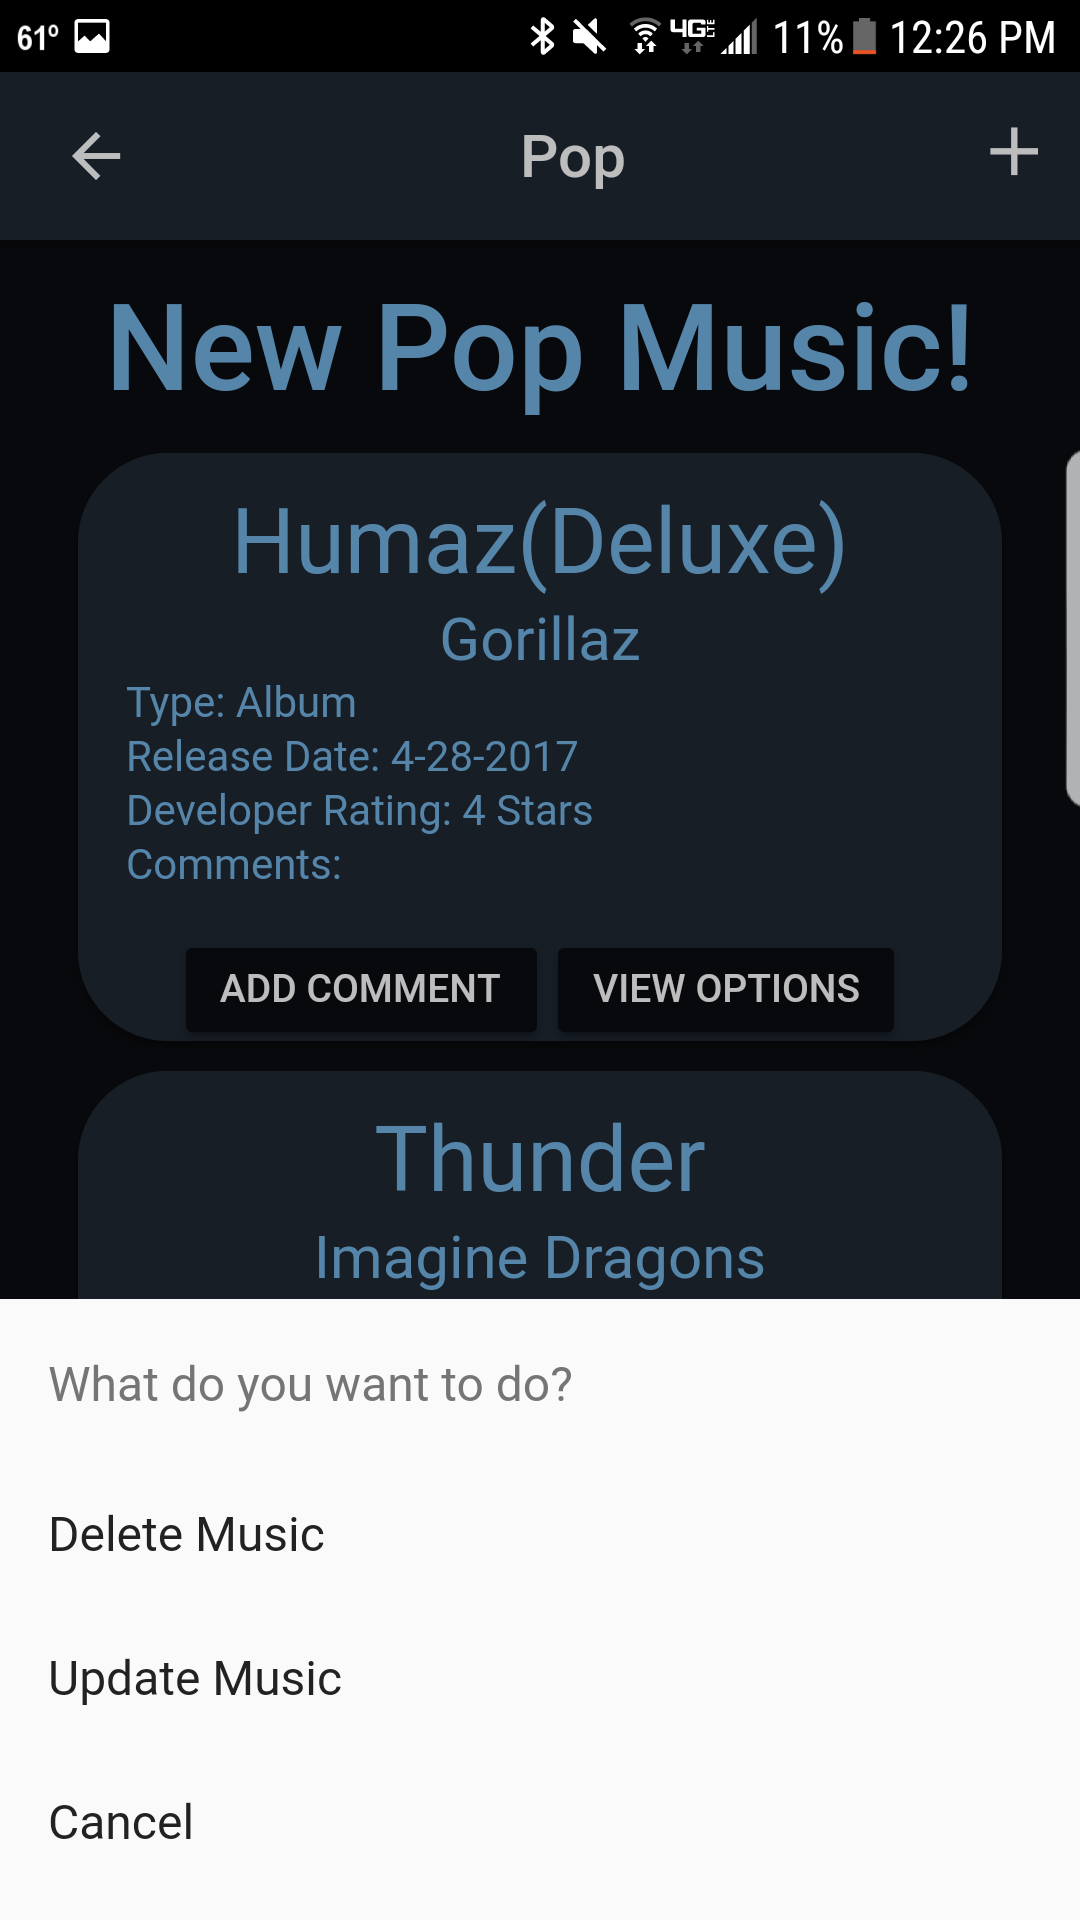 61° 4G LTE 11% 12:26 PM
Pop
New Pop Music!
Humaz(Deluxe)
Gorillaz
Type: Album
Release Date: 4-28-2017
Developer Rating: 4 Stars
Comments:
ADD COMMENT VIEW OPTIONS
Thunder
Imagine Dragons
What do you want to do?
Delete Music
Update Music
Cancel